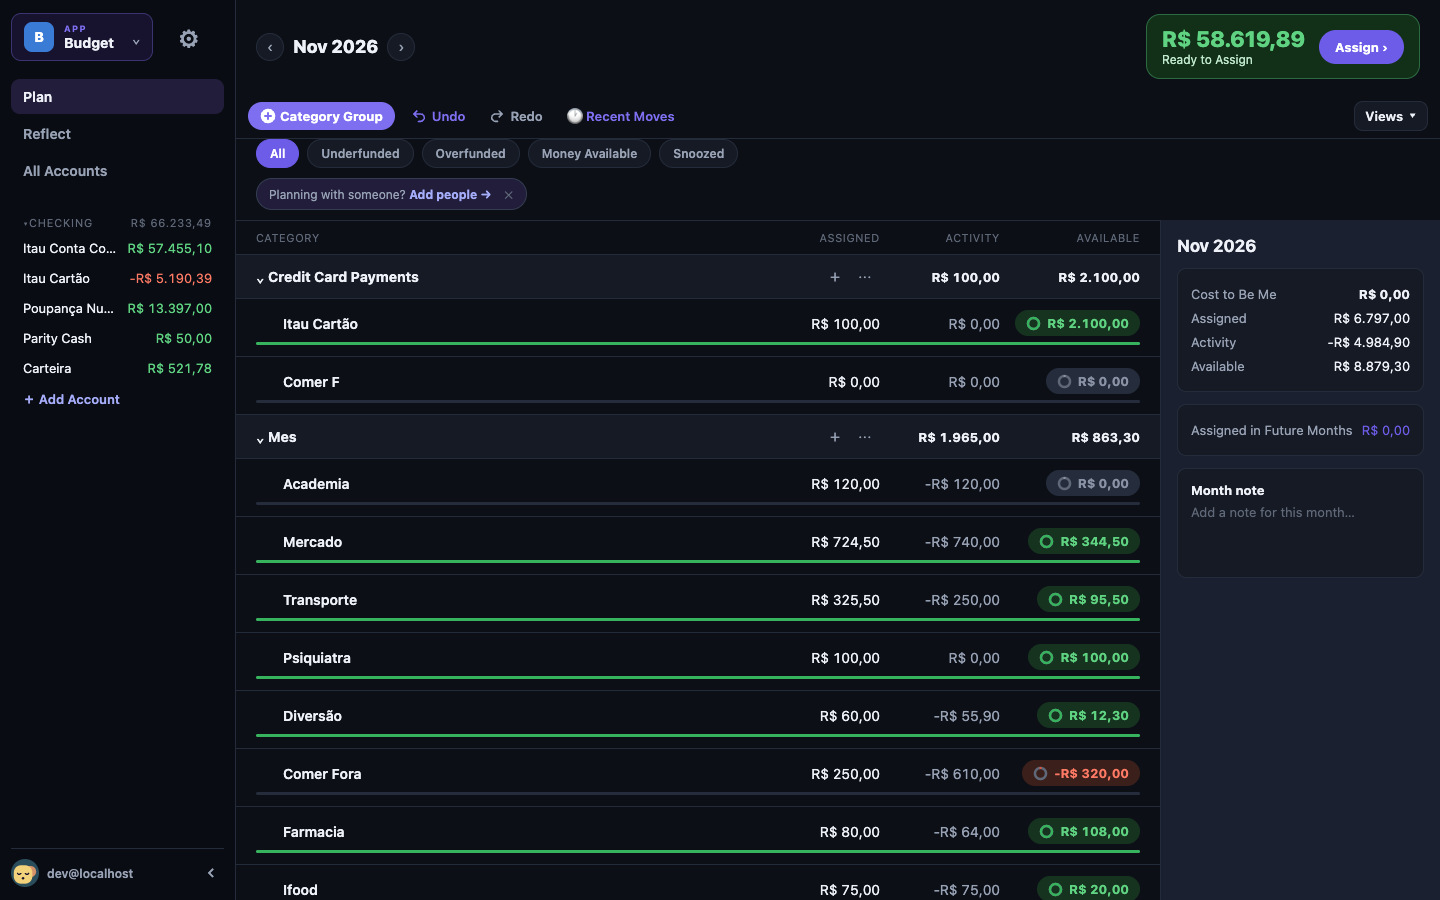 B
APP
Budget
Plan
Reflect
All Accounts
CHECKING R$ 66.233,49
Itau Conta Co... R$ 57.455,10
Itau Cartão -R$ 5.190,39
Poupança Nu... R$ 13.397,00
Parity Cash R$ 50,00
Carteira R$ 521,78
+ Add Account
dev@localhost
‹ Nov 2026 ›
R$ 58.619,89
Ready to Assign
Assign ›
Category Group Undo Redo Recent Moves Views
All Underfunded Overfunded Money Available Snoozed
Planning with someone? Add people → ×
CATEGORY ASSIGNED ACTIVITY AVAILABLE
Credit Card Payments + ... R$ 100,00 R$ 2.100,00
Itau Cartão R$ 100,00 R$ 0,00 R$ 2.100,00
Comer F R$ 0,00 R$ 0,00 R$ 0,00
Mes + ... R$ 1.965,00 R$ 863,30
Academia R$ 120,00 -R$ 120,00 R$ 0,00
Mercado R$ 724,50 -R$ 740,00 R$ 344,50
Transporte R$ 325,50 -R$ 250,00 R$ 95,50
Psiquiatra R$ 100,00 R$ 0,00 R$ 100,00
Diversão R$ 60,00 -R$ 55,90 R$ 12,30
Comer Fora R$ 250,00 -R$ 610,00 -R$ 320,00
Farmacia R$ 80,00 -R$ 64,00 R$ 108,00
Ifood R$ 75,00 -R$ 75,00 R$ 20,00
Nov 2026
Cost to Be Me R$ 0,00
Assigned R$ 6.797,00
Activity -R$ 4.984,90
Available R$ 8.879,30
Assigned in Future Months R$ 0,00
Month note
Add a note for this month...